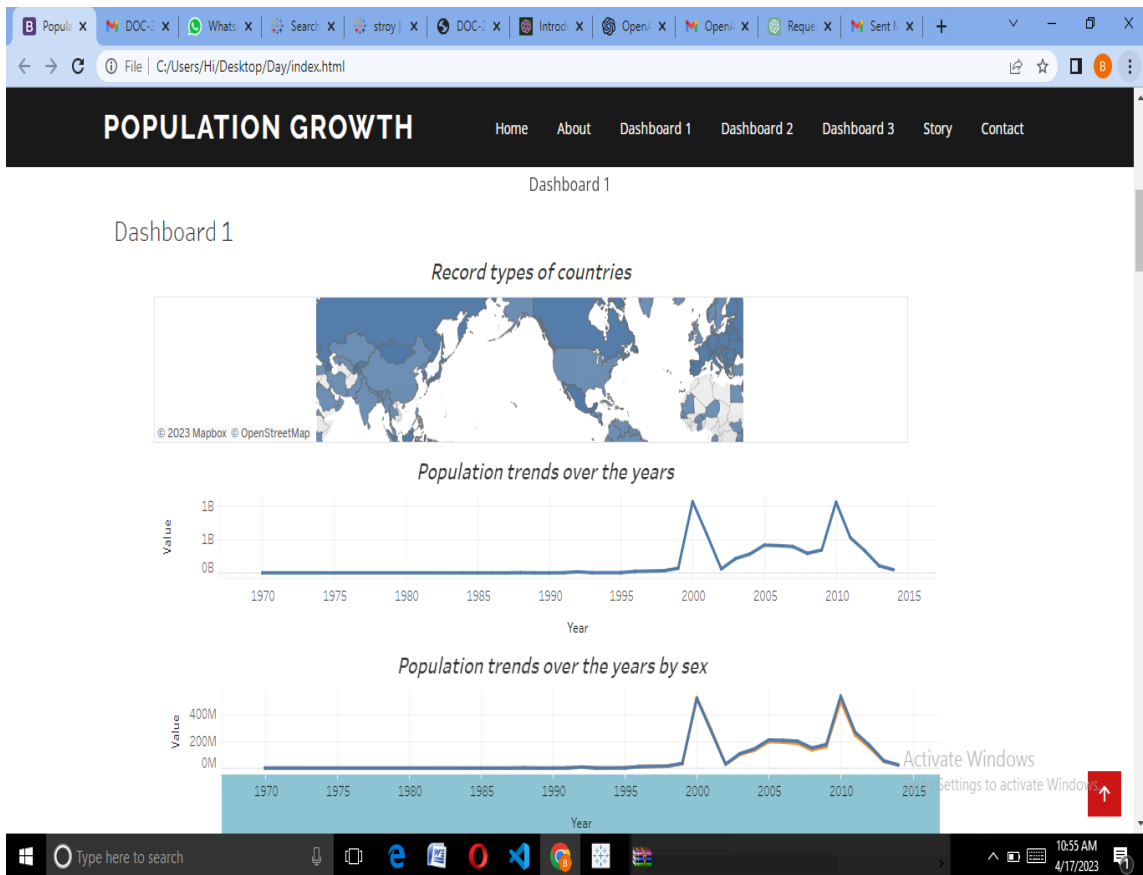 B Popula
DOC-2
Whats
Search
stroy |
DOC-2
Introd
OpenA
OpenA
Reque
Sent M
File | C:/Users/Hi/Desktop/Day/index.html
B
POPULATION GROWTH
Home About Dashboard 1 Dashboard 2 Dashboard 3 Story Contact
Dashboard 1
Dashboard 1
Record types of countries
© 2023 Mapbox © OpenStreetMap
Population trends over the years
Value
1B
1B
0B
1970 1975 1980 1985 1990 1995 2000 2005 2010 2015
Year
Population trends over the years by sex
Value
400M
200M
0M
1970 1975 1980 1985 1990 1995 2000 2005 2010 2015
Year
Activate Windows
Settings to activate Windows.
Type here to search
10:55 AM
4/17/2023
1